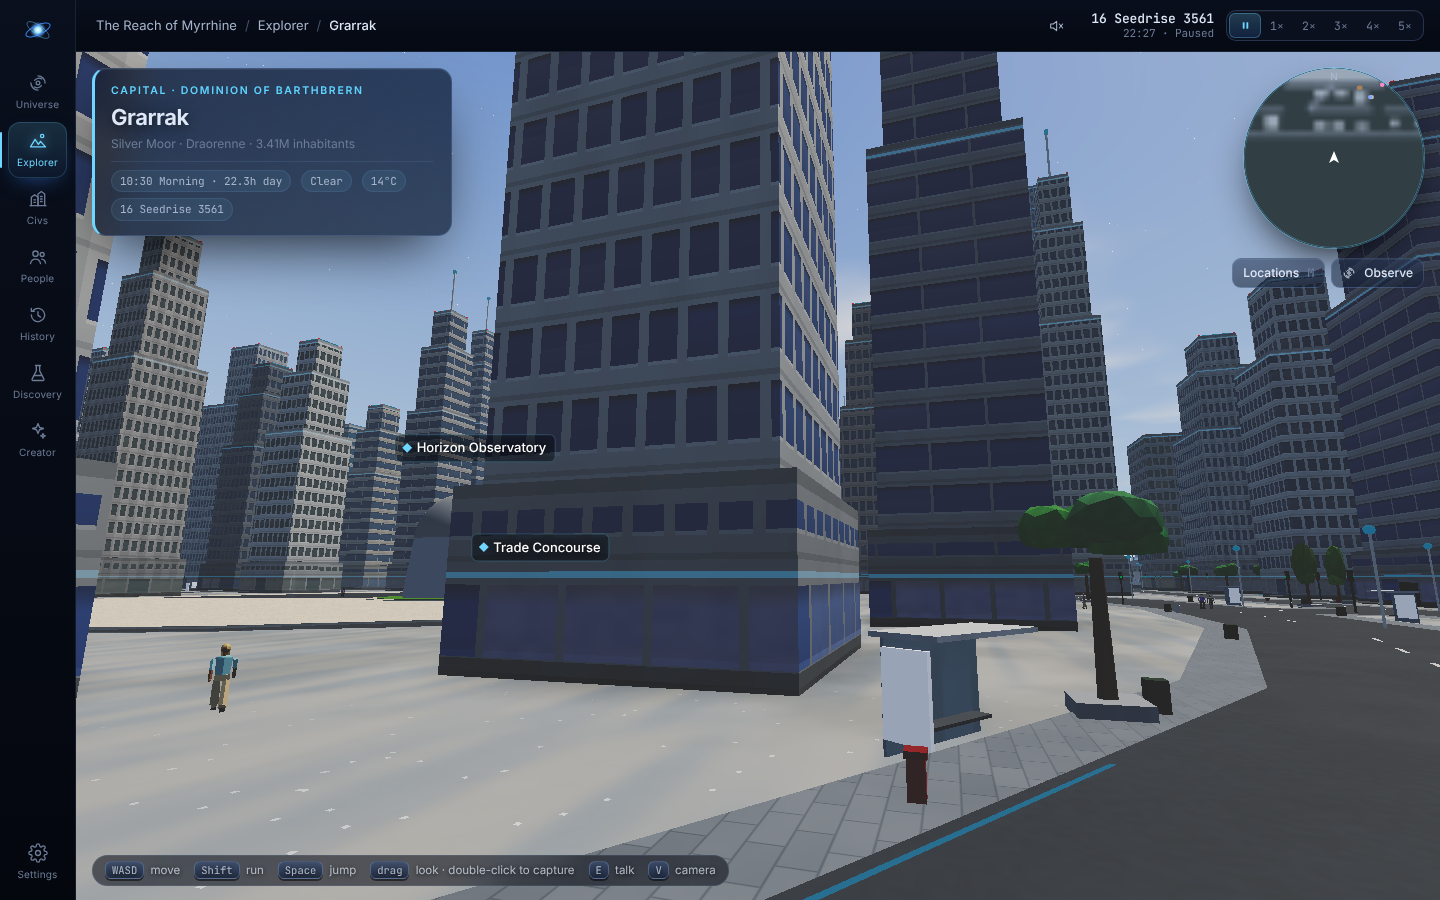 The Reach of Myrrhine / Explorer / Grarrak
16 Seedrise 3561
22:27 · Paused
1× 2× 3× 4× 5×
Universe
Explorer
Civs
People
History
Discovery
Creator
Settings
CAPITAL · DOMINION OF BARTHBRERN
Grarrak
Silver Moor · Draorenne · 3.41M inhabitants
10:30 Morning · 22.3h day
Clear
14°C
16 Seedrise 3561
N
Locations M
Observe
Horizon Observatory
Trade Concourse
WASD move Shift run Space jump drag look · double-click to capture E talk V camera